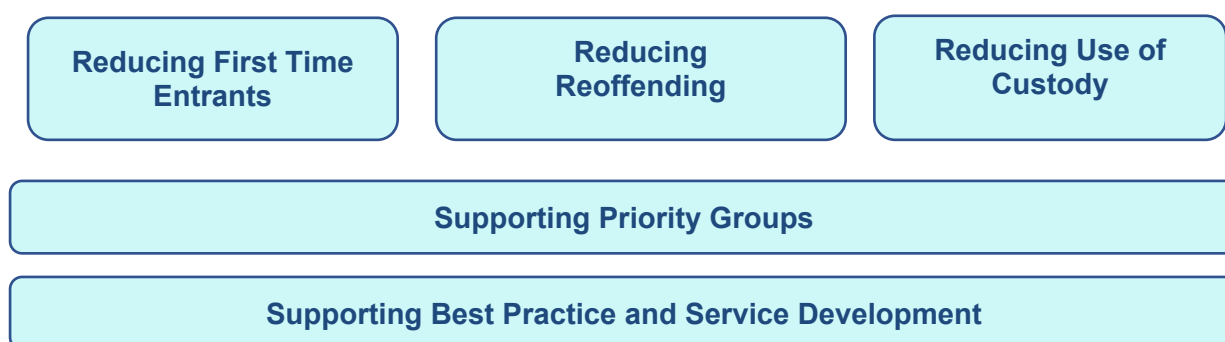 Reducing First Time
Entrants
Reducing
Reoffending
Reducing Use of
Custody
Supporting Priority Groups
Supporting Best Practice and Service Development